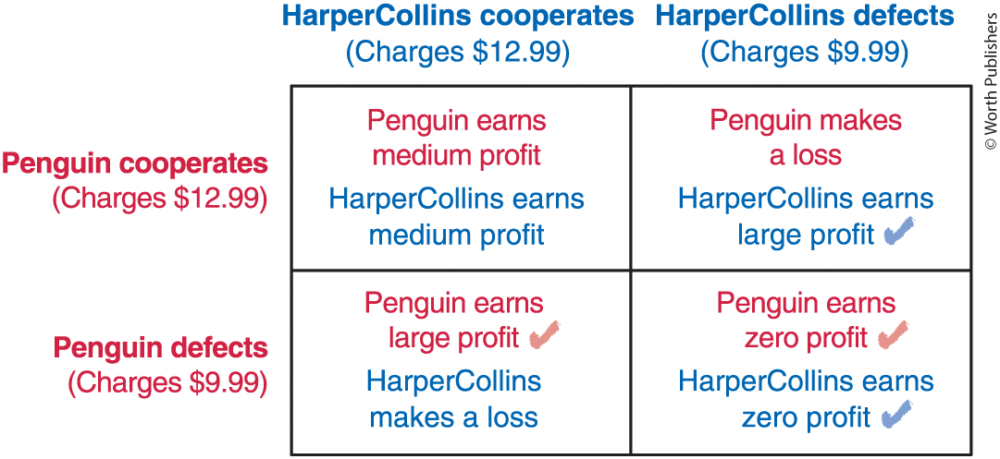 HarperCollins cooperates
(Charges $12.99)
HarperCollins defects
(Charges $9.99)
Penguin cooperates
(Charges $12.99)
Penguin earns
medium profit
HarperCollins earns
medium profit
Penguin makes
a loss
HarperCollins earns
large profit
Penguin defects
(Charges $9.99)
Penguin earns
large profit
HarperCollins
makes a loss
Penguin earns
zero profit
HarperCollins earns
zero profit
© Worth Publishers